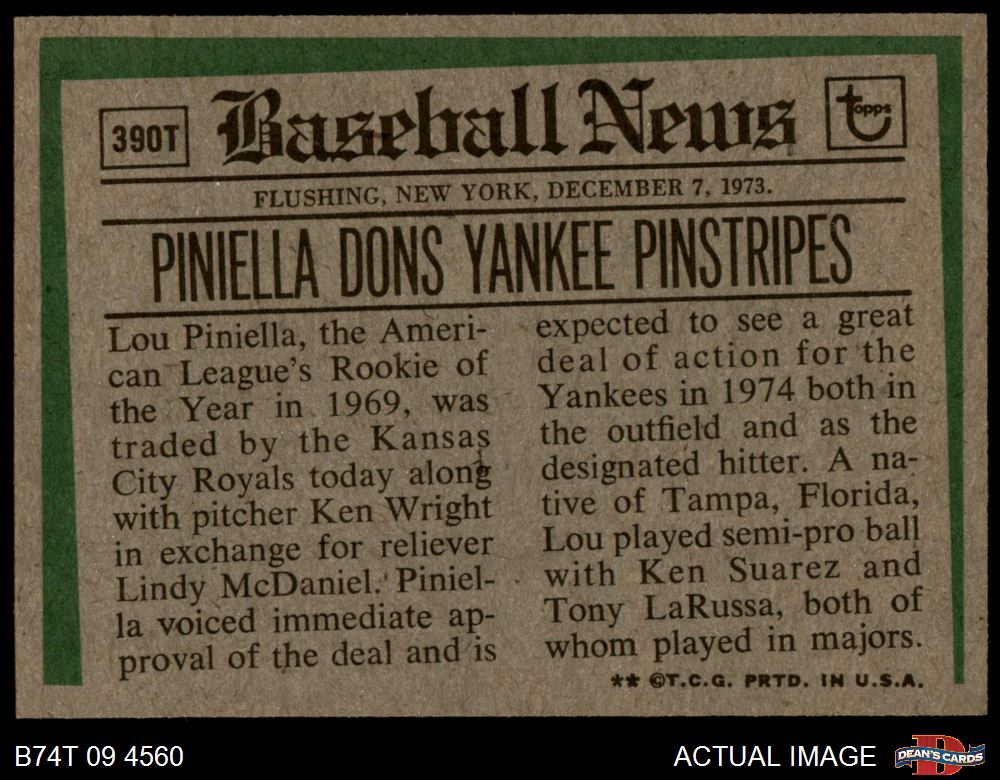 390T
Baseball News
topps
FLUSHING, NEW YORK, DECEMBER 7, 1973.
PINIELLA DONS YANKEE PINSTRIPES
Lou Piniella, the Ameri-
can League's Rookie of
the Year in 1969, was
traded by the Kansas
City Royals today along
with pitcher Ken Wright
in exchange for reliever
Lindy McDaniel. Piniel-
la voiced immediate ap-
proval of the deal and is
expected to see a great
deal of action for the
Yankees in 1974 both in
the outfield and as the
designated hitter. A na-
tive of Tampa, Florida,
Lou played semi-pro ball
with Ken Suarez and
Tony LaRussa, both of
whom played in majors.
** ©T.C.G. PRTD. IN U.S.A.
B74T 09 4560
ACTUAL IMAGE
DEAN'S CARDS